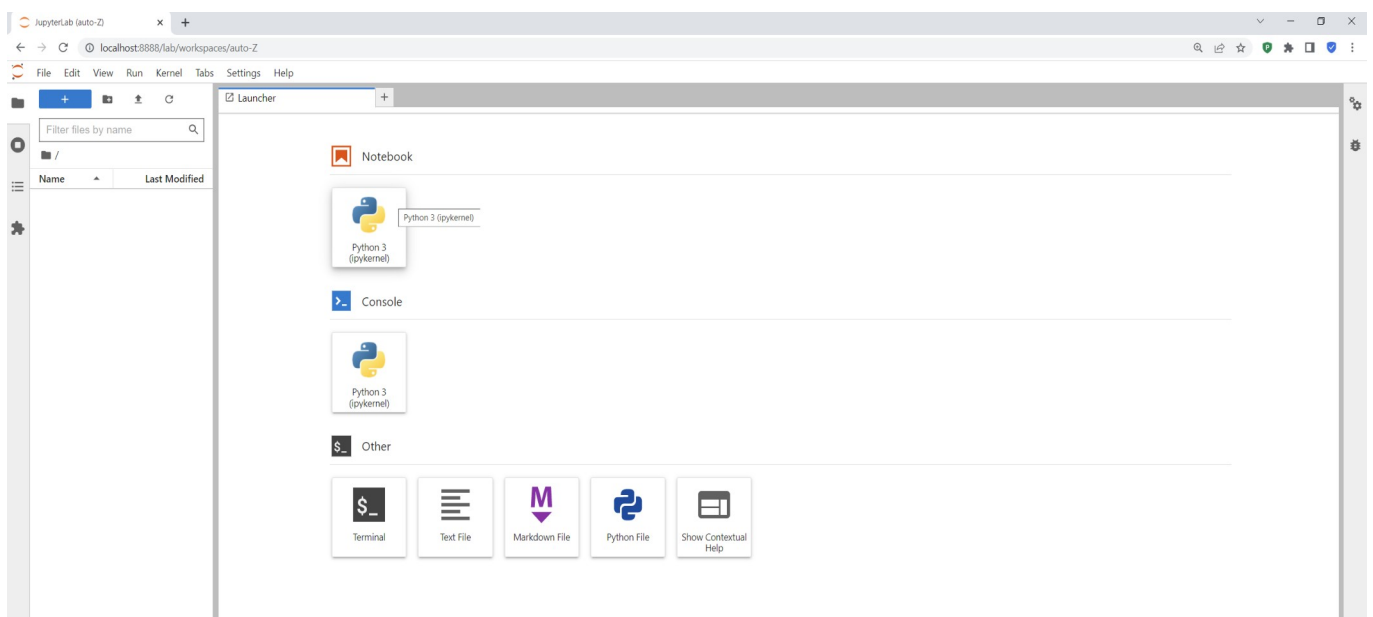 JupyterLab (auto-Z)
localhost:8888/lab/workspaces/auto-Z
File Edit View Run Kernel Tabs Settings Help
Launcher
Filter files by name
/
Name Last Modified
Notebook
Python 3 (ipykernel)
Python 3
(ipykernel)
Console
Python 3
(ipykernel)
$_ Other
$_
M
Terminal Text File Markdown File Python File Show Contextual
Help